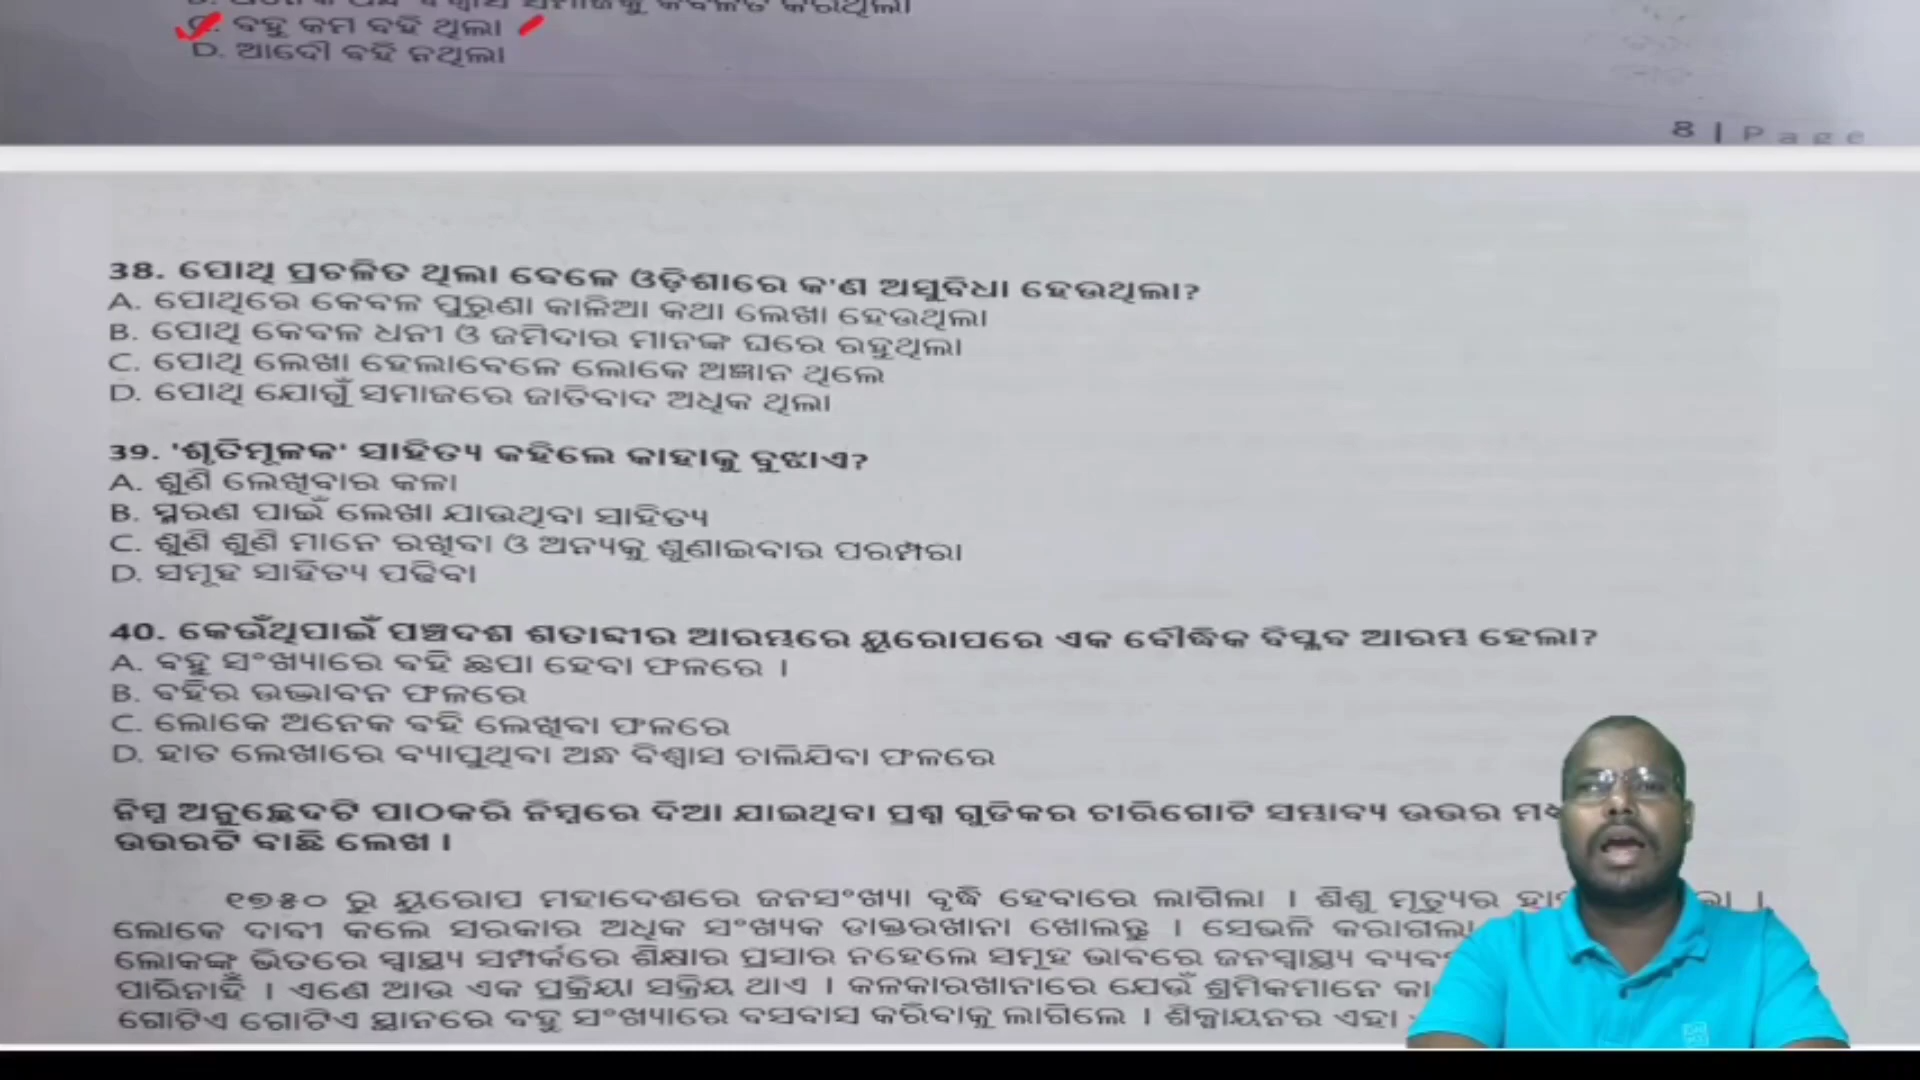 C. ବହୁ କମ ବହି ଥିଲା
D. ଆଦୌ ବହି ନଥିଲା
8 | Page
38. ପୋଥି ପ୍ରଚଳିତ ଥିଲା ବେଳେ ଓଡ଼ିଶାରେ କ'ଣ ଅସୁବିଧା ହେଉଥିଲା?
A. ପୋଥିରେ କେବଳ ପୁରୁଣା କାଳିଆ କଥା ଲେଖା ହେଉଥିଲା
B. ପୋଥି କେବଳ ଧନୀ ଓ ଜମିଦାର ମାନଙ୍କ ଘରେ ରହୁଥିଲା
C. ପୋଥି ଲେଖା ହେଲାବେଳେ ଲୋକେ ଅଜ୍ଞାନ ଥିଲେ
D. ପୋଥି ଯୋଗୁଁ ସମାଜରେ ଜାତିବାଦ ଅଧିକ ଥିଲା
39. 'ଶୃତିମୂଳକ' ସାହିତ୍ୟ କହିଲେ କାହାକୁ ବୁଝାଏ?
A. ଶୁଣି ଲେଖିବାର କଳା
B. ସ୍ମରଣ ପାଇଁ ଲେଖା ଯାଉଥିବା ସାହିତ୍ୟ
C. ଶୁଣି ଶୁଣି ମାନେ ରଖିବା ଓ ଅନ୍ୟକୁ ଶୁଣାଇବାର ପରମ୍ପରା
D. ସମୂହ ସାହିତ୍ୟ ପଢିବା
40. କେଉଁଥିପାଇଁ ପଞ୍ଚଦଶ ଶତାବ୍ଦୀର ଆରମ୍ଭରେ ୟୁରୋପରେ ଏକ ବୌଦ୍ଧିକ ବିପ୍ଳବ ଆରମ୍ଭ ହେଲା?
A. ବହୁ ସଂଖ୍ୟାରେ ବହି ଛପା ହେବା ଫଳରେ ।
B. ବହିର ଉଦ୍ଭାବନ ଫଳରେ
C. ଲୋକେ ଅନେକ ବହି ଲେଖିବା ଫଳରେ
D. ହାତ ଲେଖାରେ ବ୍ୟାପୁଥିବା ଅନ୍ଧ ବିଶ୍ୱାସ ଚାଲିଯିବା ଫଳରେ
ନିମ୍ନ ଅନୁଚ୍ଛେଦଟି ପାଠକରି ନିମ୍ନରେ ଦିଆ ଯାଇଥିବା ପ୍ରଶ୍ନ ଗୁଡିକର ଚାରିଗୋଟି ସମ୍ଭାବ୍ୟ ଉତ୍ତର
ଉତ୍ତରଟି ବାଛି ଲେଖ ।
୧୭୫୦ ରୁ ୟୁରୋପ ମହାଦେଶରେ ଜନସଂଖ୍ୟା ବୃଦ୍ଧି ହେବାରେ ଲାଗିଲା । ଶିଶୁ ମୃତ୍ୟୁର
ଲୋକେ ଦାବୀ କଲେ ସରକାର ଅଧିକ ସଂଖ୍ୟକ ଡାକ୍ତରଖାନା ଖୋଲନ୍ତୁ । ସେଭଳି କରାଗଲା
ଲୋକଙ୍କ ଭିତରେ ସ୍ୱାସ୍ଥ୍ୟ ସମ୍ପର୍କରେ ଶିକ୍ଷାର ପ୍ରସାର ନହେଲେ ସମୂହ ଭାବରେ ଜନସ୍ୱାସ୍ଥ୍ୟ
ପାରିନାହିଁ । ଏଣେ ଆଉ ଏକ ପ୍ରକ୍ରିୟା ସକ୍ରିୟ ଥାଏ । କଳକାରଖାନାରେ ଯେଉଁ ଶ୍ରମିକମାନେ
ଗୋଟିଏ ଗୋଟିଏ ସ୍ଥାନରେ ବହୁ ସଂଖ୍ୟାରେ ବସବାସ କରିବାକୁ ଲାଗିଲେ । ଶିଳ୍ପାୟନର ଏହା